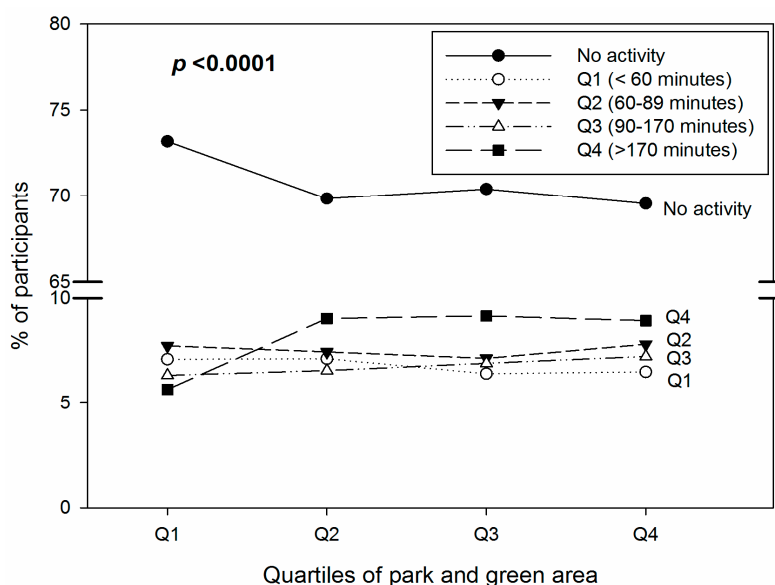 80
p <0.0001
No activity
Q1 (< 60 minutes)
Q2 (60-89 minutes)
Q3 (90-170 minutes)
Q4 (>170 minutes)
75
70
No activity
65
10
% of participants
Q4
Q2
Q3
Q1
5
0
Q1 Q2 Q3 Q4
Quartiles of park and green area